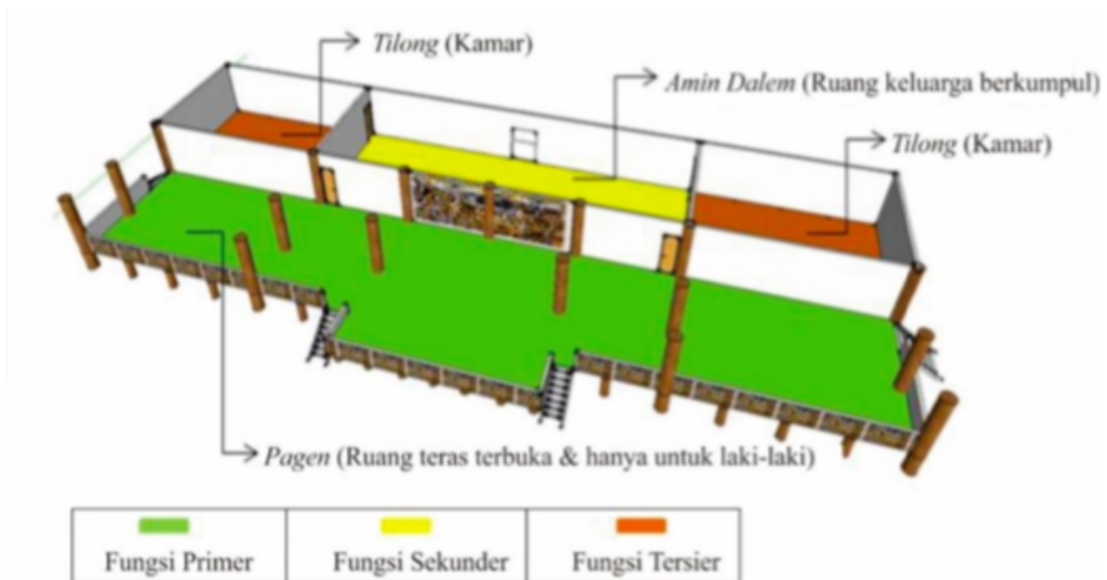 Tilong (Kamar)
Amin Dalem (Ruang keluarga berkumpul)
Tilong (Kamar)
Pagen (Ruang teras terbuka & hanya untuk laki-laki)
Fungsi Primer
Fungsi Sekunder
Fungsi Tersier